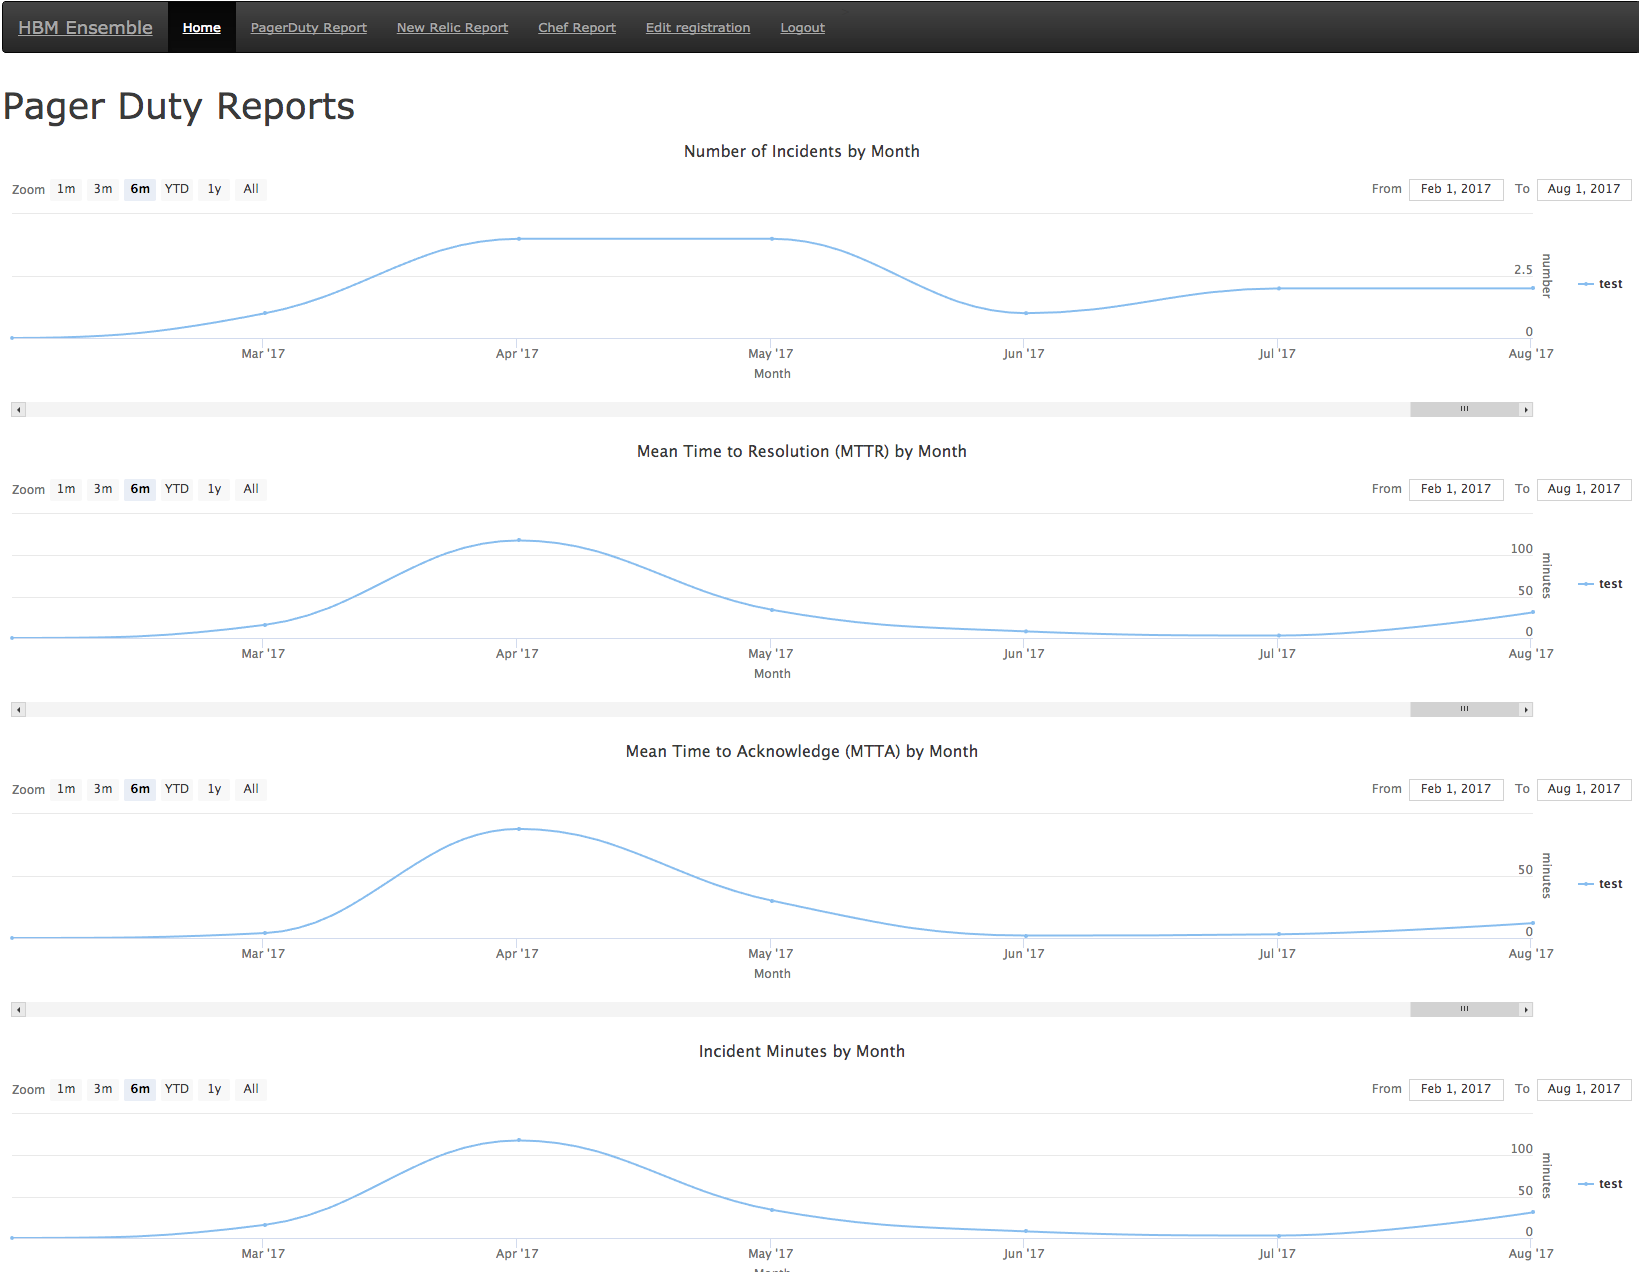 HBM Ensemble Home PagerDuty Report New Relic Report Chef Report Edit registration Logout
Pager Duty Reports
Number of Incidents by Month
Zoom 1m 3m 6m YTD 1y All From Feb 1, 2017 To Aug 1, 2017
2.5
number
test
0
Mar '17 Apr '17 May '17 Jun '17 Jul '17 Aug '17
Month
Mean Time to Resolution (MTTR) by Month
Zoom 1m 3m 6m YTD 1y All From Feb 1, 2017 To Aug 1, 2017
100
minutes
test
50
0
Mar '17 Apr '17 May '17 Jun '17 Jul '17 Aug '17
Month
Mean Time to Acknowledge (MTTA) by Month
Zoom 1m 3m 6m YTD 1y All From Feb 1, 2017 To Aug 1, 2017
50
minutes
test
0
Mar '17 Apr '17 May '17 Jun '17 Jul '17 Aug '17
Month
Incident Minutes by Month
Zoom 1m 3m 6m YTD 1y All From Feb 1, 2017 To Aug 1, 2017
100
minutes
test
50
0
Mar '17 Apr '17 May '17 Jun '17 Jul '17 Aug '17